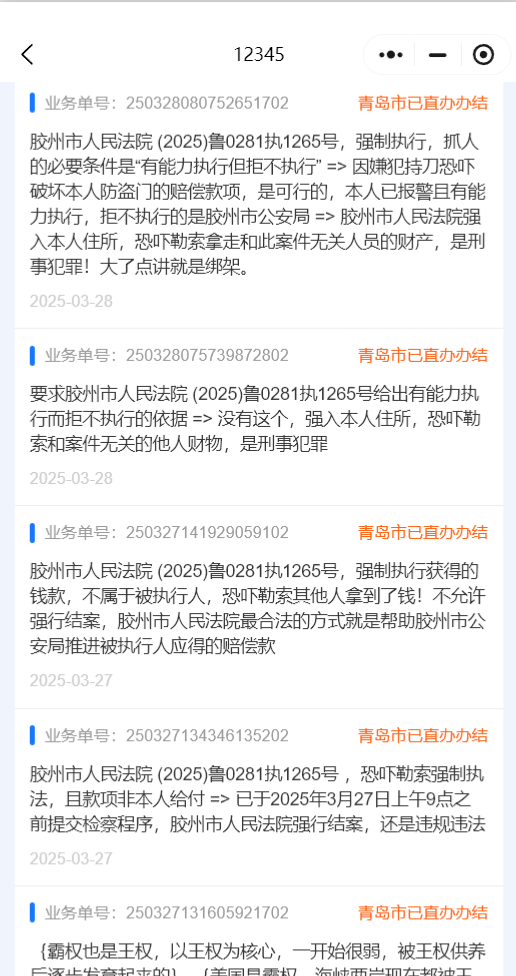 12345
业务单号：250328080752651702 青岛市已直办办结
胶州市人民法院 (2025)鲁0281执1265号，强制执行，抓人
的必要条件是“有能力执行但拒不执行” => 因嫌犯持刀恐吓
破坏本人防盗门的赔偿款项，是可行的，本人已报警且有能
力执行，拒不执行的是胶州市公安局 => 胶州市人民法院强
入本人住所，恐吓勒索拿走和此案件无关人员的财产，是刑
事犯罪！大了点讲就是绑架。
2025-03-28
业务单号：250328075739872802 青岛市已直办办结
要求胶州市人民法院 (2025)鲁0281执1265号给出有能力执
行而拒不执行的依据 => 没有这个，强入本人住所，恐吓勒
索和案件无关的他人财物，是刑事犯罪
2025-03-28
业务单号：250327141929059102 青岛市已直办办结
胶州市人民法院 (2025)鲁0281执1265号，强制执行获得的
钱款，不属于被执行人，恐吓勒索其他人拿到了钱！不允许
强行结案，胶州市人民法院最合法的方式就是帮助胶州市公
安局推进被执行人应得的赔偿款
2025-03-27
业务单号：250327134346135202 青岛市已直办办结
胶州市人民法院 (2025)鲁0281执1265号 ，恐吓勒索强制执
法，且款项非本人给付 => 已于2025年3月27日上午9点之
前提交检察程序，胶州市人民法院强行结案，还是违规违法
2025-03-27
业务单号：250327131605921702 青岛市已直办办结
｛霸权也是王权，以王权为核心，一开始很弱，被王权供养
后逐步发育起来的｝，｛美国是霸权，海峡两岸现在都被王